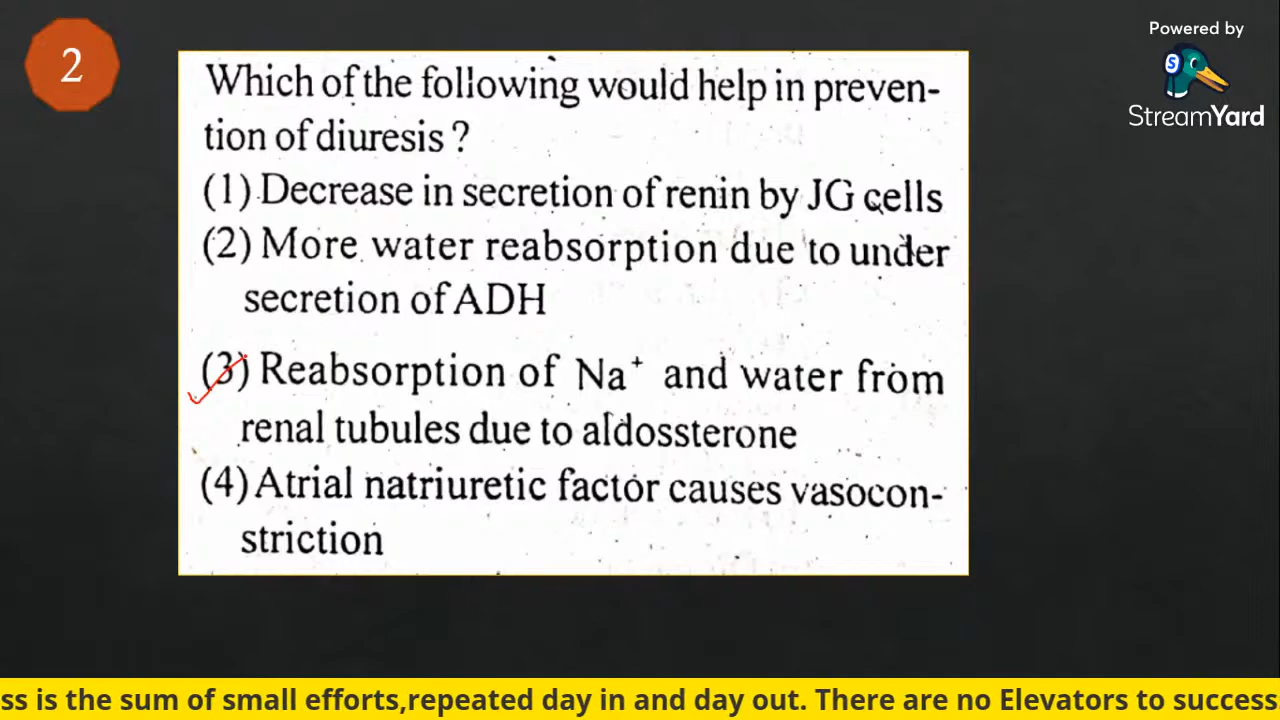 2
Powered by
S
StreamYard
Which of the following would help in preven-
tion of diuresis ?
(1) Decrease in secretion of renin by JG cells
(2) More water reabsorption due to under
secretion of ADH
(3) Reabsorption of Na⁺ and water from
renal tubules due to aldossterone
(4) Atrial natriuretic factor causes vasocon-
striction
ss is the sum of small efforts,repeated day in and day out. There are no Elevators to success.